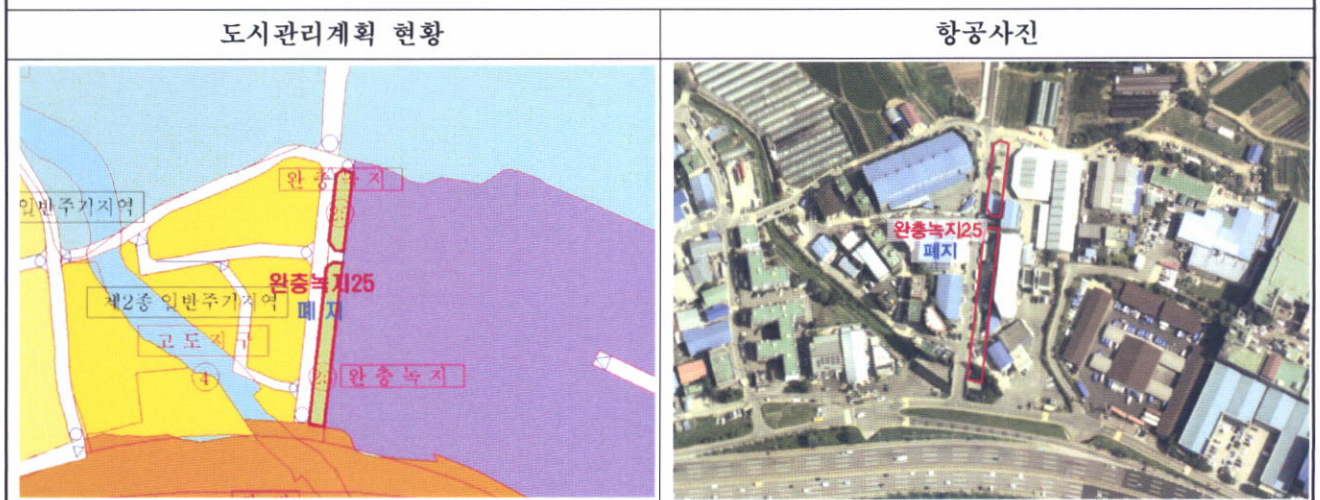 도시관리계획 현황
항공사진
완충녹지
일반주거지역
완충녹지25
폐지
제2종 일반주거지역
고도지구
4
완충녹지
완충녹지25
폐지